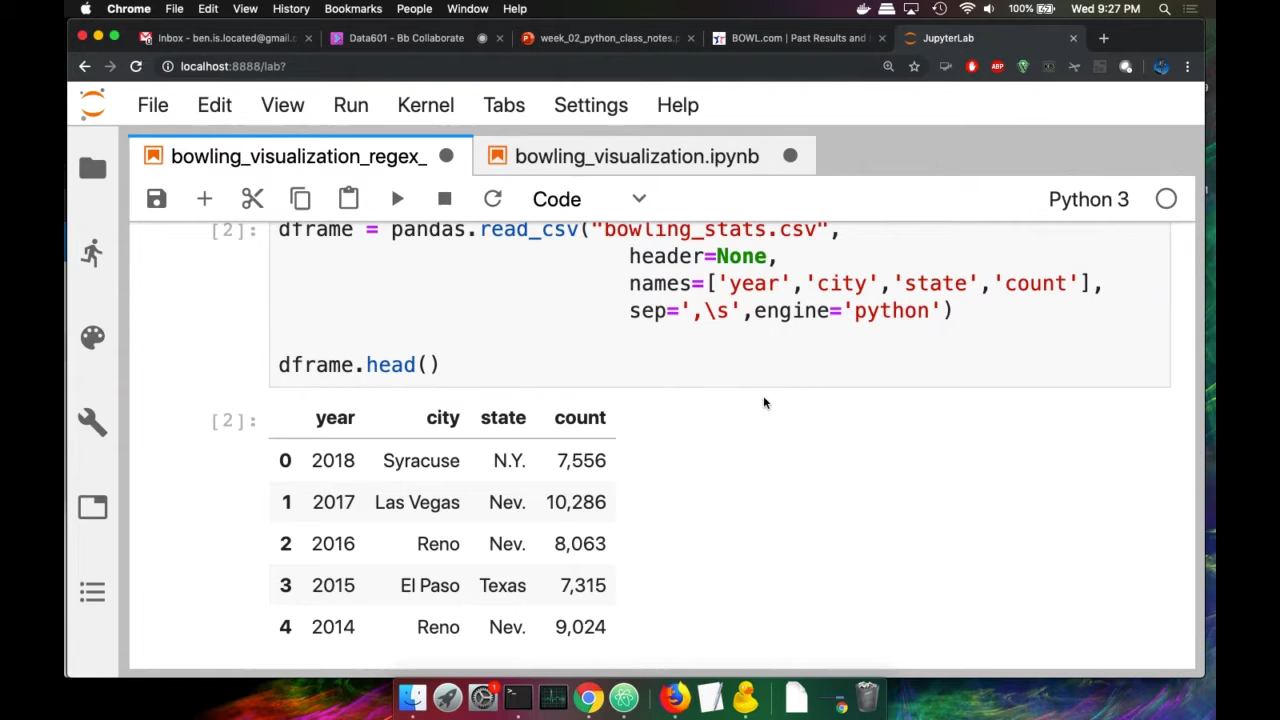 Chrome File Edit View History Bookmarks People Window Help 100% Wed 9:27 PM
Inbox - ben.is.located@gmail.c Data601 - Bb Collaborate week_02_python_class_notes.p BOWL.com | Past Results and JupyterLab
localhost:8888/lab?
File Edit View Run Kernel Tabs Settings Help
bowling_visualization_regex_ bowling_visualization.ipynb
Code Python 3
[2]: dframe = pandas.read_csv("bowling_stats.csv",
header=None,
names=['year','city','state','count'],
sep=',\s',engine='python')
dframe.head()
[2]: year city state count
0 2018 Syracuse N.Y. 7,556
1 2017 Las Vegas Nev. 10,286
2 2016 Reno Nev. 8,063
3 2015 El Paso Texas 7,315
4 2014 Reno Nev. 9,024
ABP
1